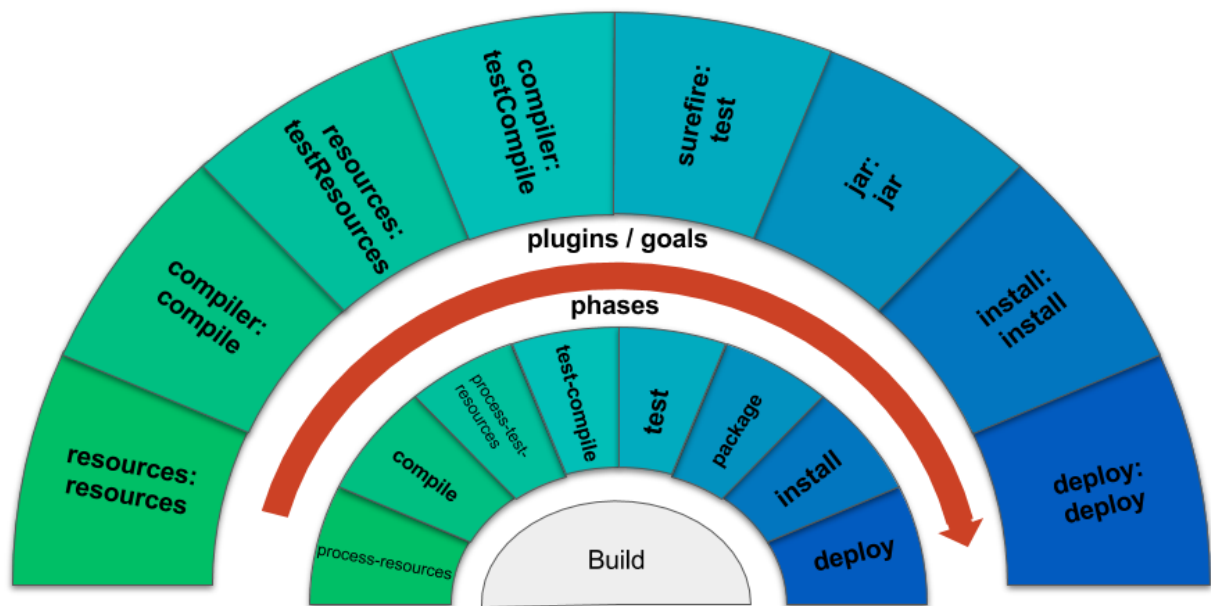 resources:
resources
compiler:
compile
resources:
testResources
compiler:
testCompile
surefire:
test
jar:
jar
install:
install
deploy:
deploy
plugins / goals
phases
process-resources
compile
process-test-
resources
test-compile
test
package
install
deploy
Build